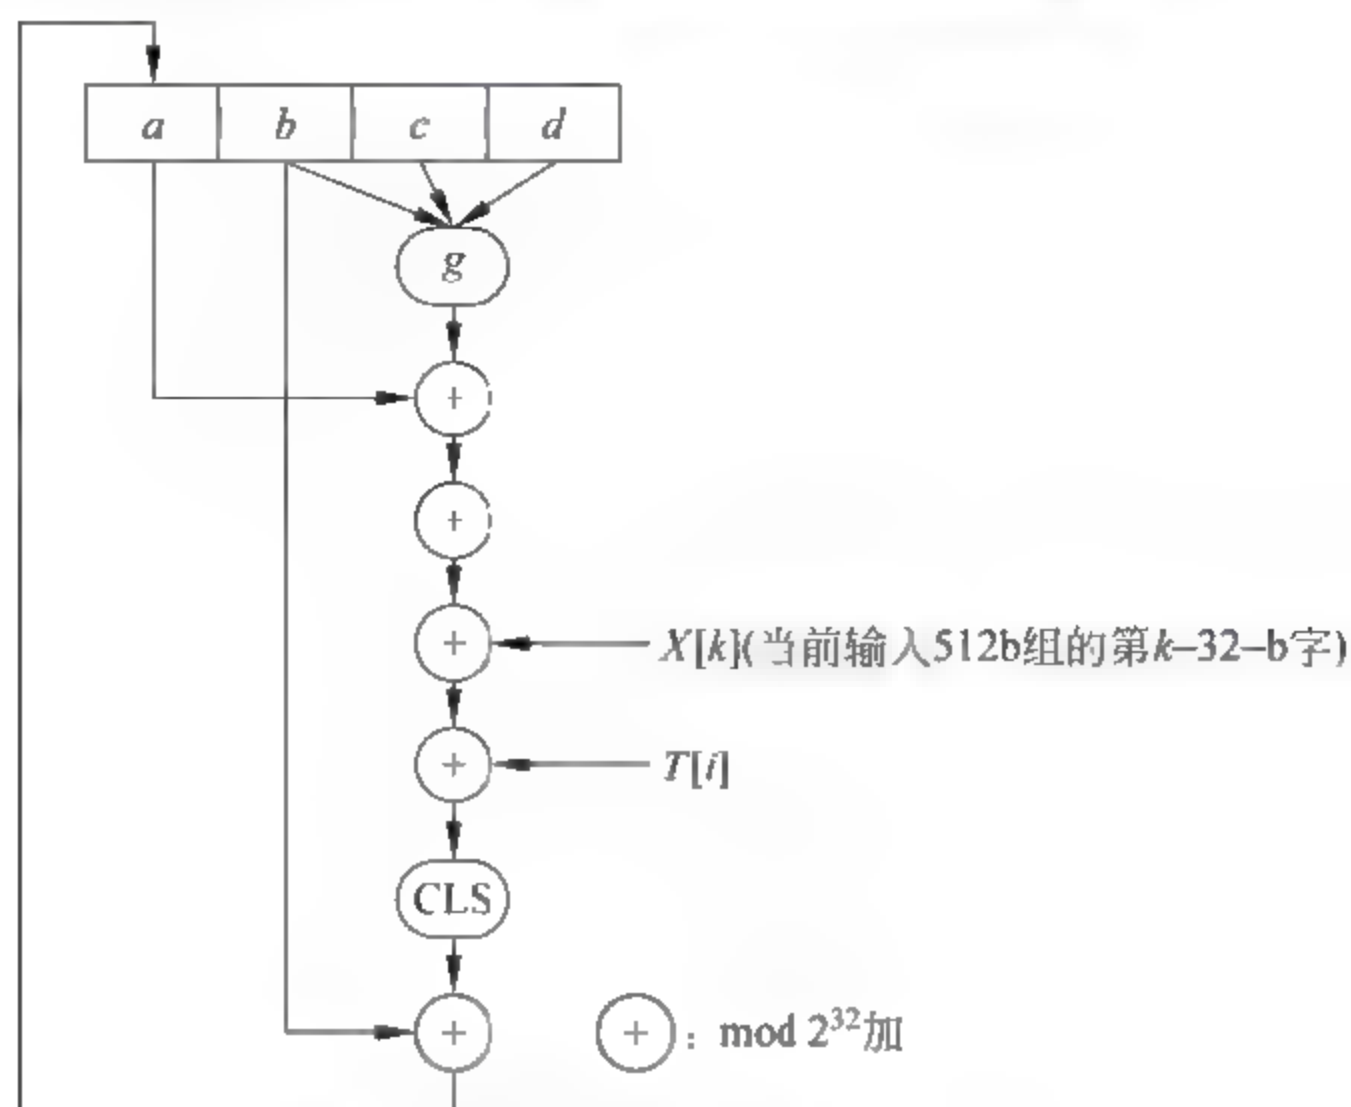 a b c d
g
+
+
+
X[k](当前输入512b组的第k-32-b字)
+
T[i]
CLS
+
+ : mod 2³²加